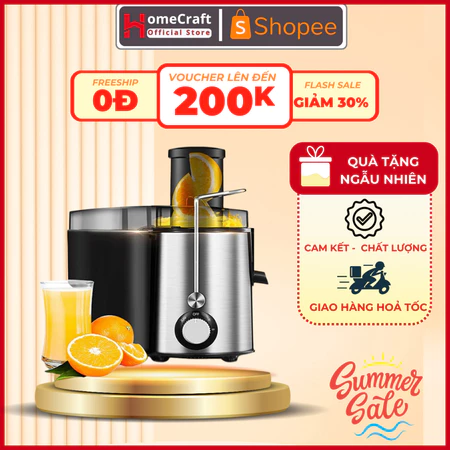 HomeCraft
Official Store
S Shopee
FREESHIP
0Đ
VOUCHER LÊN ĐẾN
200K
FLASH SALE
GIẢM 30%
QUÀ TẶNG
NGẪU NHIÊN
CAM KẾT - CHẤT LƯỢNG
GIAO HÀNG HOẢ TỐC
Summer
Sale